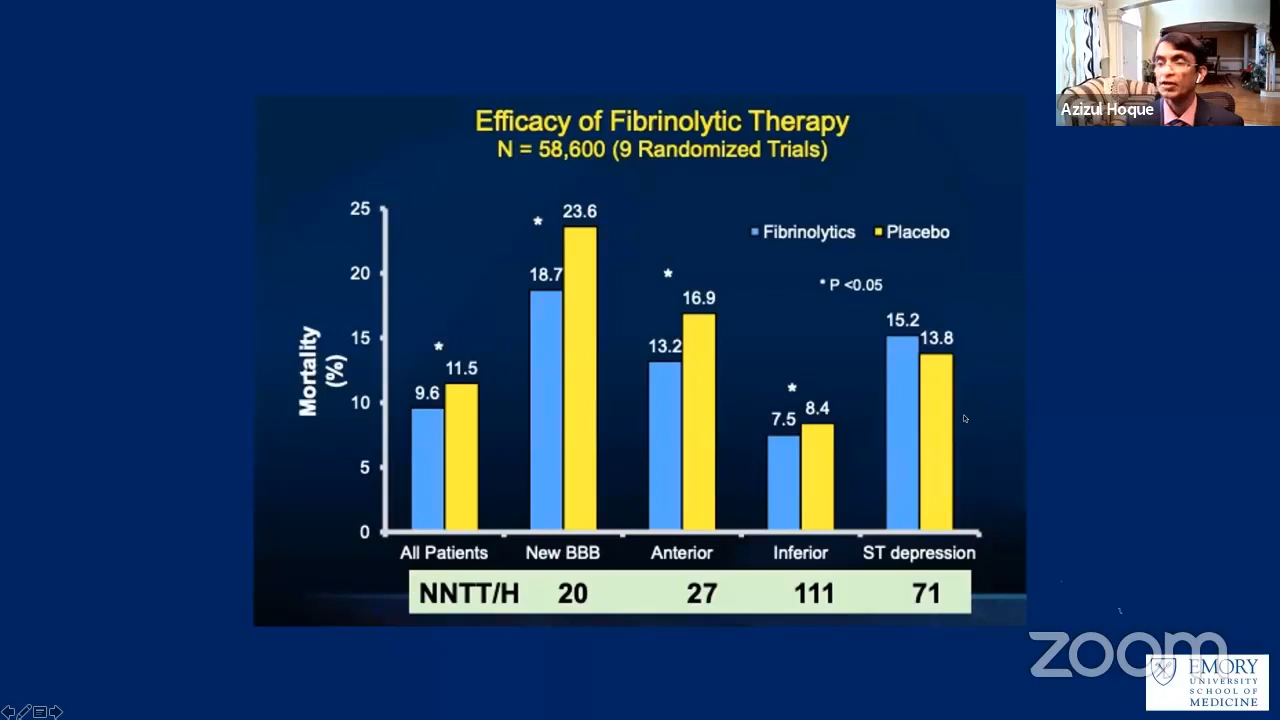 Azizul Hoque
Efficacy of Fibrinolytic Therapy
N = 58,600 (9 Randomized Trials)
Mortality
(%)
25
20
15
10
5
0
Fibrinolytics
Placebo
* P <0.05
*
9.6
11.5
*
18.7
23.6
*
13.2
16.9
*
7.5
8.4
15.2
13.8
All Patients
New BBB
Anterior
Inferior
ST depression
NNTT/H 20 27 111 71
zoom
EMORY
UNIVERSITY
SCHOOL OF
MEDICINE